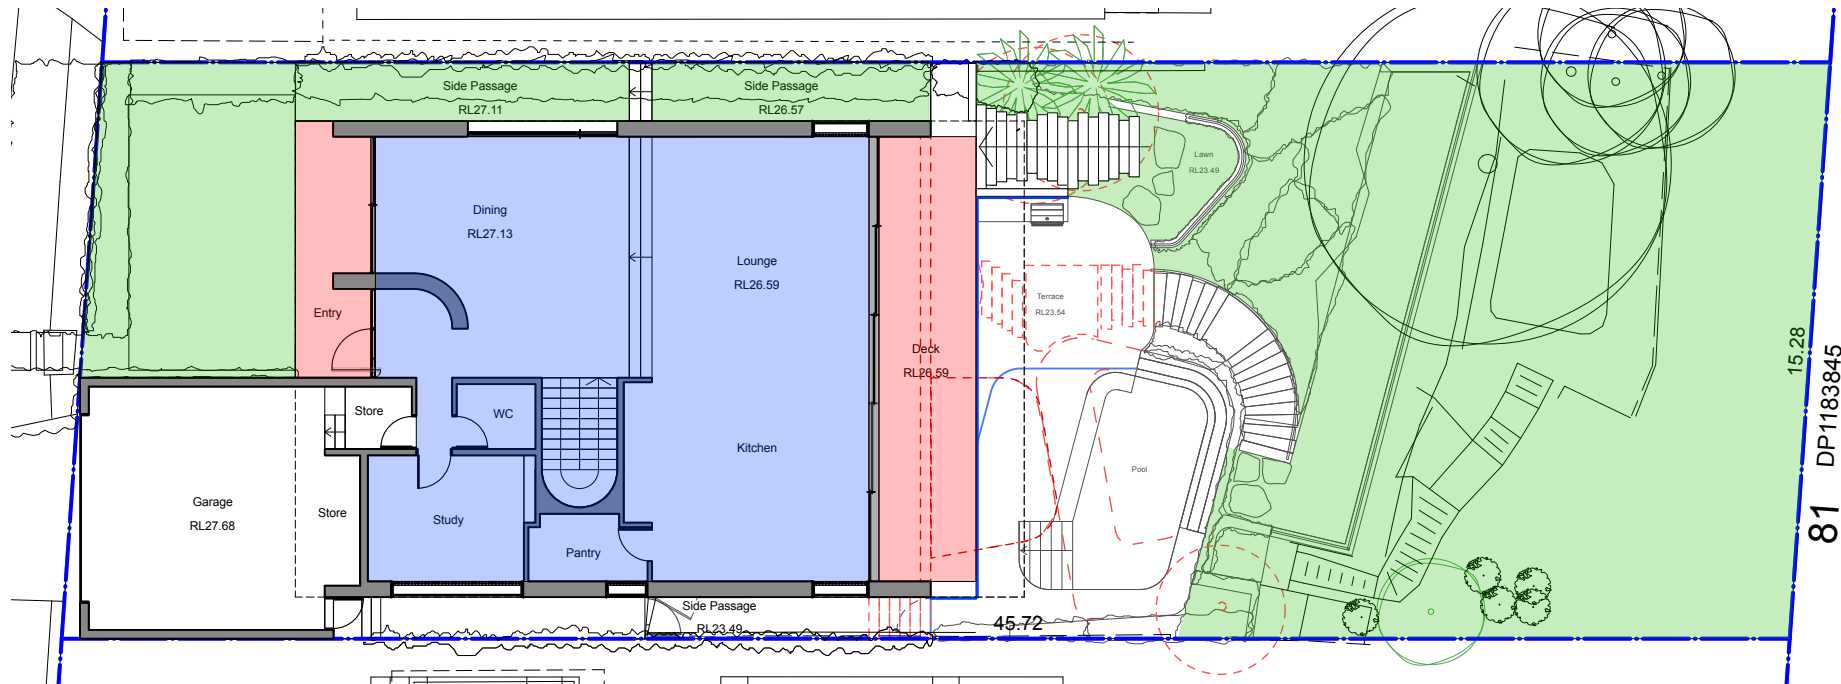 Side Passage
RL27.11
Side Passage
RL26.57
Lawn
RL23.49
Dining
RL27.13
Lounge
RL26.59
Entry
Terrace
RL23.54
Deck
RL26.59
15.28
DP1183845
81
Store
WC
Kitchen
Pool
Garage
RL27.68
Store
Study
Pantry
Side Passage
RL23.49
45.72